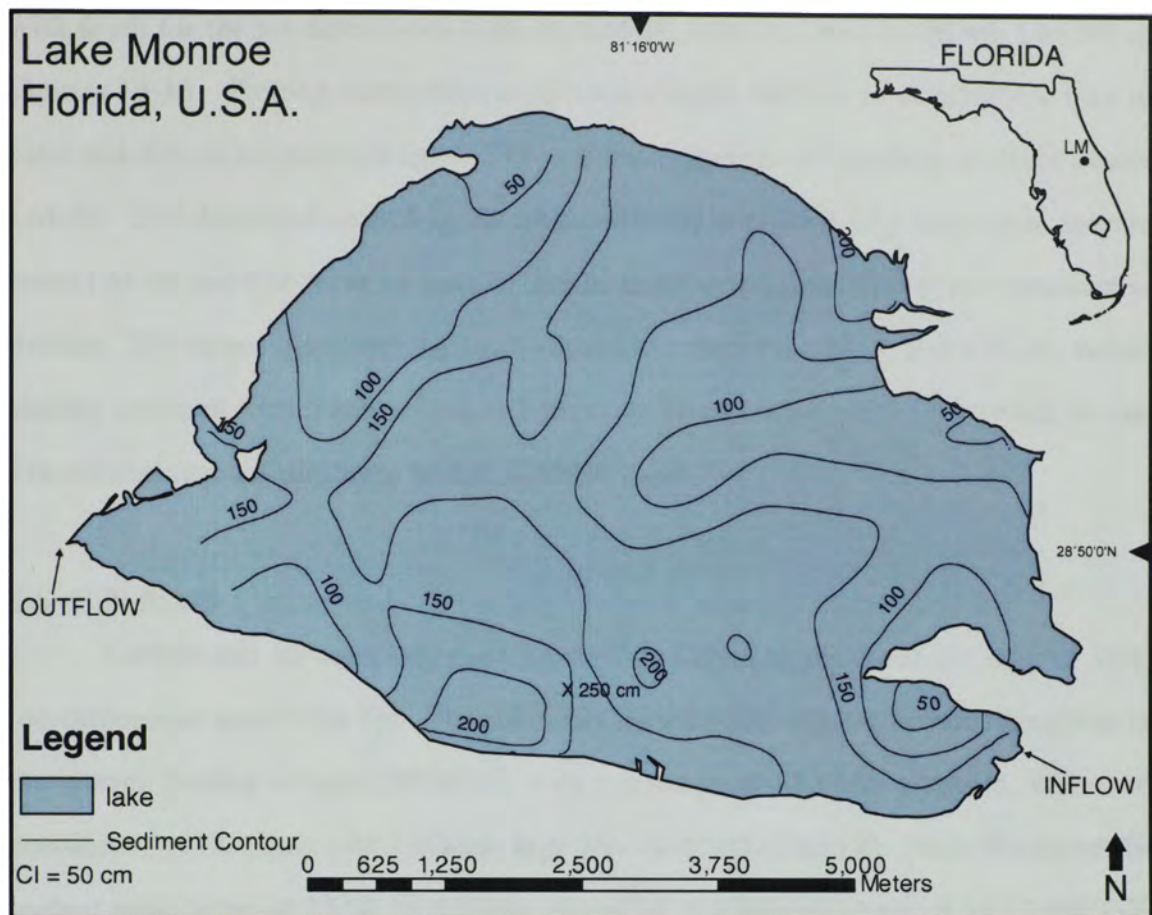 Lake Monroe
Florida, U.S.A.
81°16'0'W
FLORIDA
LM
50
200
100
150
100
50
150
150
28°50'0'N
OUTFLOW
100
150
100
200
X 250 cm
150
50
200
INFLOW
Legend
lake
Sediment Contour
CI = 50 cm
0 625 1,250 2,500 3,750 5,000
Meters
N